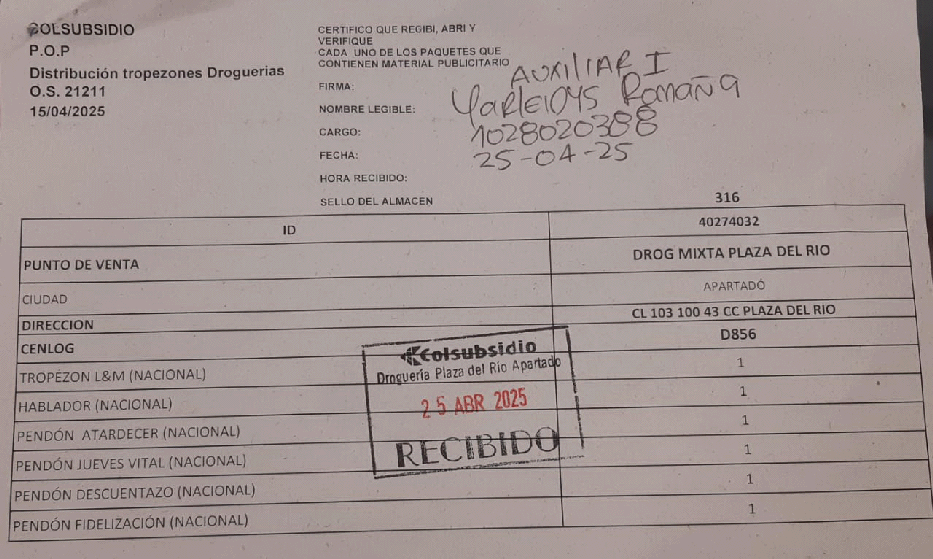 COLSUBSIDIO
P.O.P
Distribución tropezones Droguerias
O.S. 21211
15/04/2025
CERTIFICO QUE REGIBI, ABRI Y
VERIFIQUE
CADA UNO DE LOS PAQUETES QUE
CONTIENEN MATERIAL PUBLICITARIO
FIRMA: AUXILIAR I
NOMBRE LEGIBLE: YARLEIDYS ROMAÑA
CARGO: 1028020388
FECHA: 25-04-25
HORA RECIBIDO:
SELLO DEL ALMACEN
316
ID 40274032
PUNTO DE VENTA DROG MIXTA PLAZA DEL RIO
CIUDAD APARTADÓ
DIRECCION CL 103 100 43 CC PLAZA DEL RIO
CENLOG D856
TROPEZON L&M (NACIONAL) 1
HABLADOR (NACIONAL) 1
PENDÓN ATARDECER (NACIONAL) 1
PENDÓN JUEVES VITAL (NACIONAL) 1
PENDÓN DESCUENTAZO (NACIONAL) 1
PENDÓN FIDELIZACIÓN (NACIONAL) 1
Colsubsidio
Droguería Plaza del Rio Apartado
25 ABR 2025
RECIBIDO